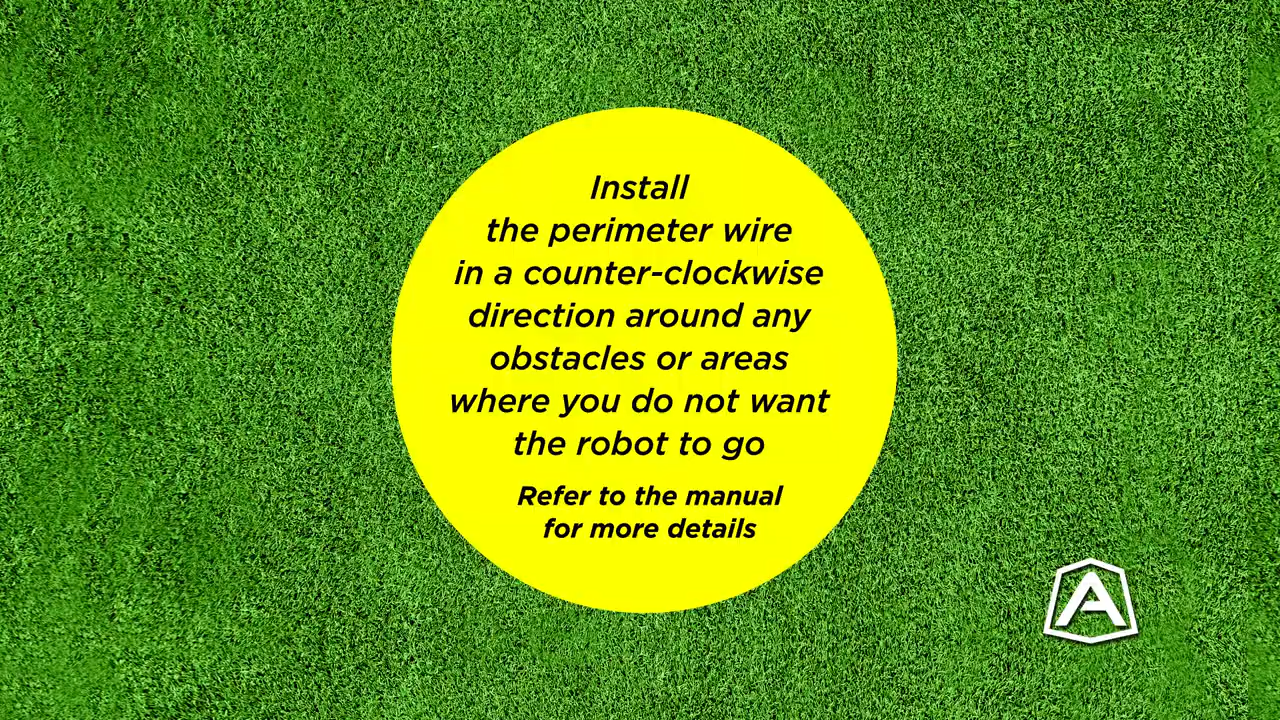 Install
the perimeter wire
in a counter-clockwise
direction around any
obstacles or areas
where you do not want
the robot to go
Refer to the manual
for more details
A